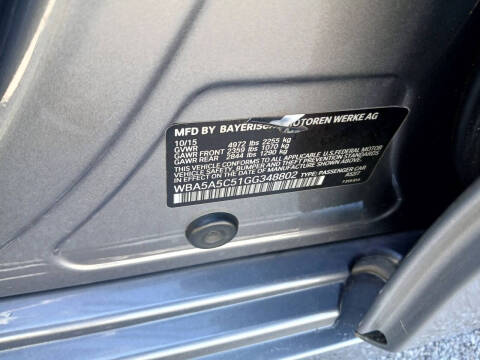 MFD BY BAYERISCHE MOTOREN WERKE AG
10/15
GVWR 4972 lbs 2255 kg
GAWR FRONT 2359 lbs 1070 kg
GAWR REAR 2844 lbs 1290 kg
THIS VEHICLE CONFORMS TO ALL APPLICABLE U.S.FEDERAL MOTOR
VEHICLE SAFETY, BUMPER AND THEFT PREVENTION STANDARDS
IN EFFECT ON THE DATE OF MANUFACTURE SHOWN ABOVE.
WBA5A5C51GG348802 TYPE: PASSENGER CAR